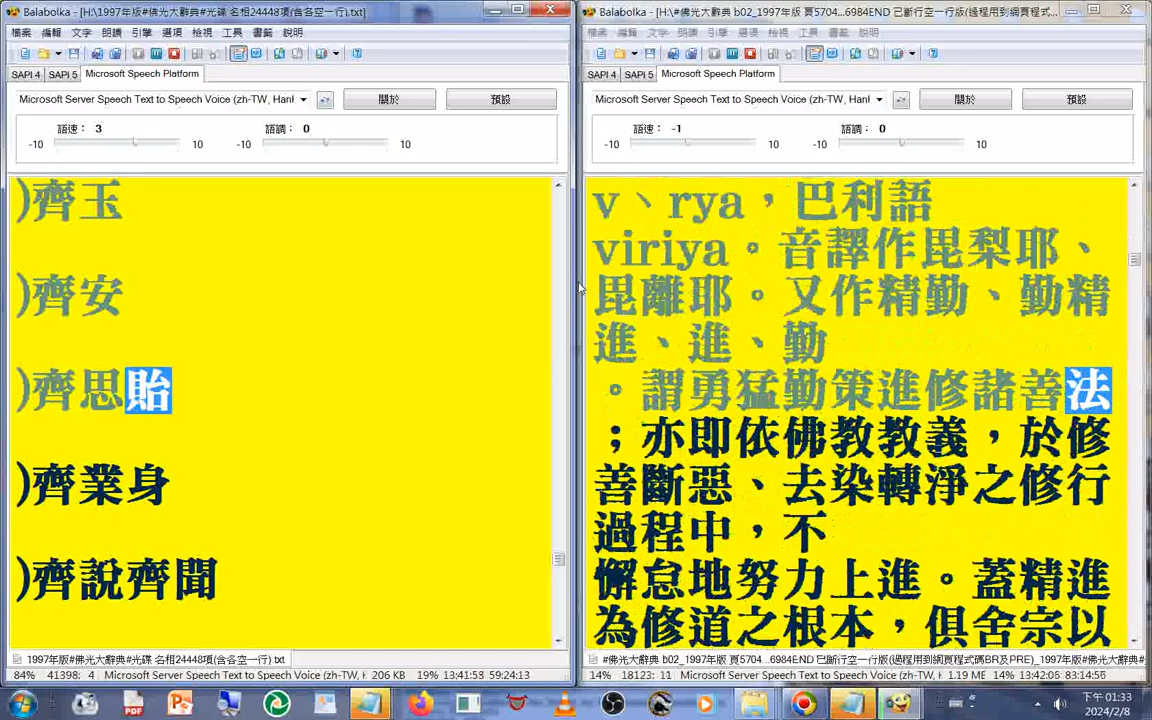 Balabolka - [H:\1997年版#佛光大辭典#光碟 名相24448項(含各空一行).txt]
檔案 編輯 文字 朗讀 引擎 選項 檢視 工具 書籤 說明
SAPI 4 SAPI 5 Microsoft Speech Platform
Microsoft Server Speech Text to Speech Voice (zh-TW, Hanl
關於 預設
語速： 3 語調： 0
-10 10 -10 10
)齊玉
)齊安
)齊思貽
)齊業身
)齊說齊聞
1997年版#佛光大辭典#光碟 名相24448項(含各空一行).txt
84% 41398: 4 Microsoft Server Speech Text to Speech Voice (zh-TW, Han 206 KB 19% 13:41:58 59:24:13
Balabolka - [H:\#佛光大辭典 b02_1997年版 頁5704...6984END 已斷行空一行版(過程用到網頁程式...
檔案 編輯 文字 朗讀 引擎 選項 檢視 工具 書籤 說明
SAPI 4 SAPI 5 Microsoft Speech Platform
Microsoft Server Speech Text to Speech Voice (zh-TW, Hanl
關於 預設
語速： -1 語調： 0
-10 10 -10 10
v丶rya，巴利語
viriya。音譯作毘梨耶、
毘離耶。又作精勤、勤精
進、進、勤
。謂勇猛勤策進修諸善法
；亦即依佛教教義，於修
善斷惡、去染轉淨之修行
過程中，不
懈怠地努力上進。蓋精進
為修道之根本，俱舍宗以
#佛光大辭典 b02_1997年版 頁5704...6984END 已斷行空一行版(過程用到網頁程式碼BR及PRE)_1997年版#佛光大辭典#
14% 18123: 11 Microsoft Server Speech Text to Speech Voice (zh-TW, 1.19 ME 14% 13:42:05 83:14:55
下午 01:33
2024/2/8